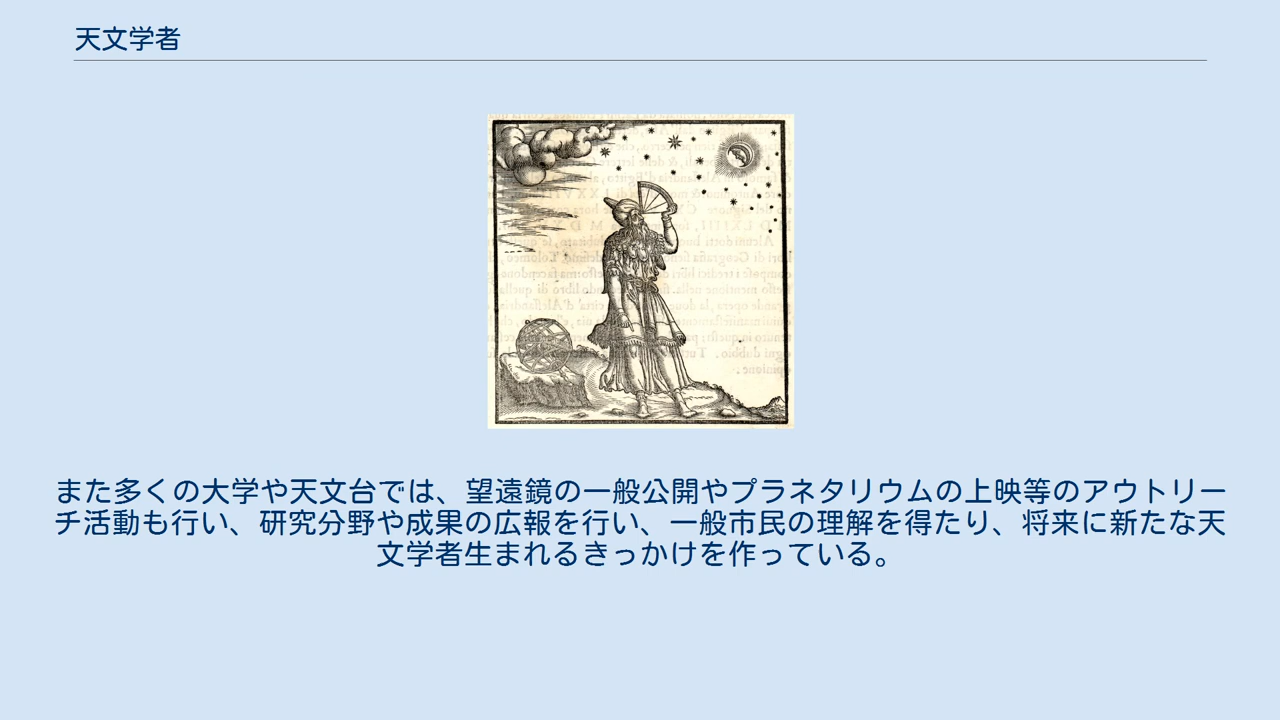 天文学者
また多くの大学や天文台では、望遠鏡の一般公開やプラネタリウムの上映等のアウトリー
チ活動も行い、研究分野や成果の広報を行い、一般市民の理解を得たり、将来に新たな天
文学者生まれるきっかけを作っている。